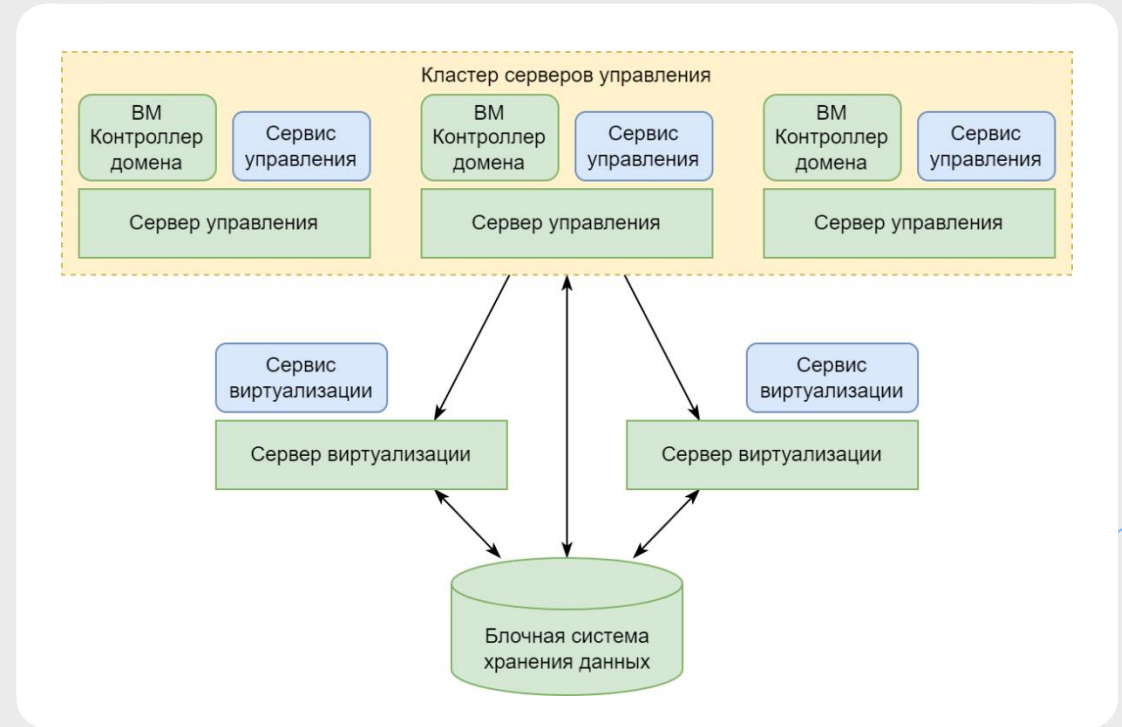 Кластер серверов управления
ВМ
Контроллер
домена
Сервис
управления
Сервер управления
ВМ
Контроллер
домена
Сервис
управления
Сервер управления
ВМ
Контроллер
домена
Сервис
управления
Сервер управления
Сервис
виртуализации
Сервер виртуализации
Сервис
виртуализации
Сервер виртуализации
Блочная система
хранения данных